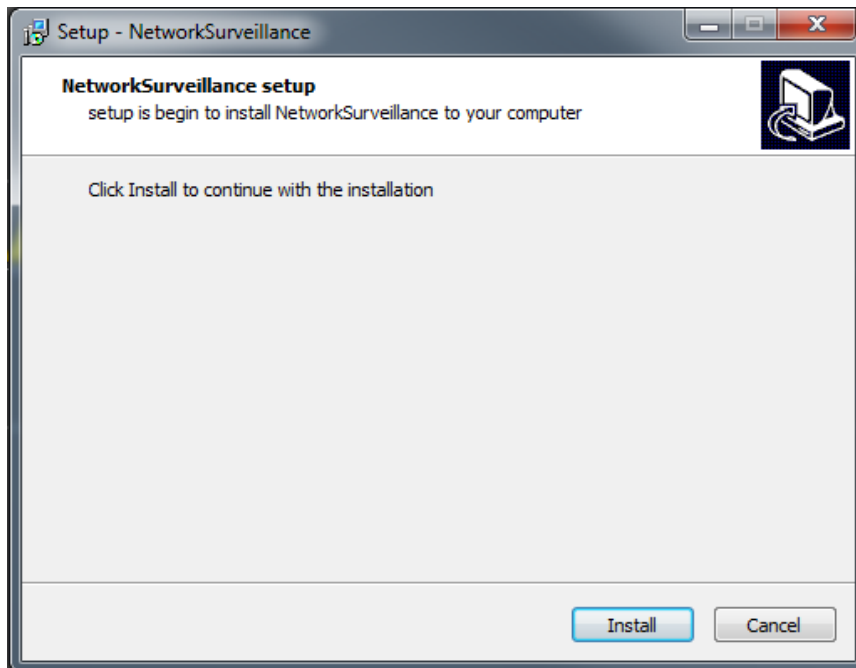 Setup - NetworkSurveillance
NetworkSurveillance setup
setup is begin to install NetworkSurveillance to your computer
Click Install to continue with the installation
Install
Cancel